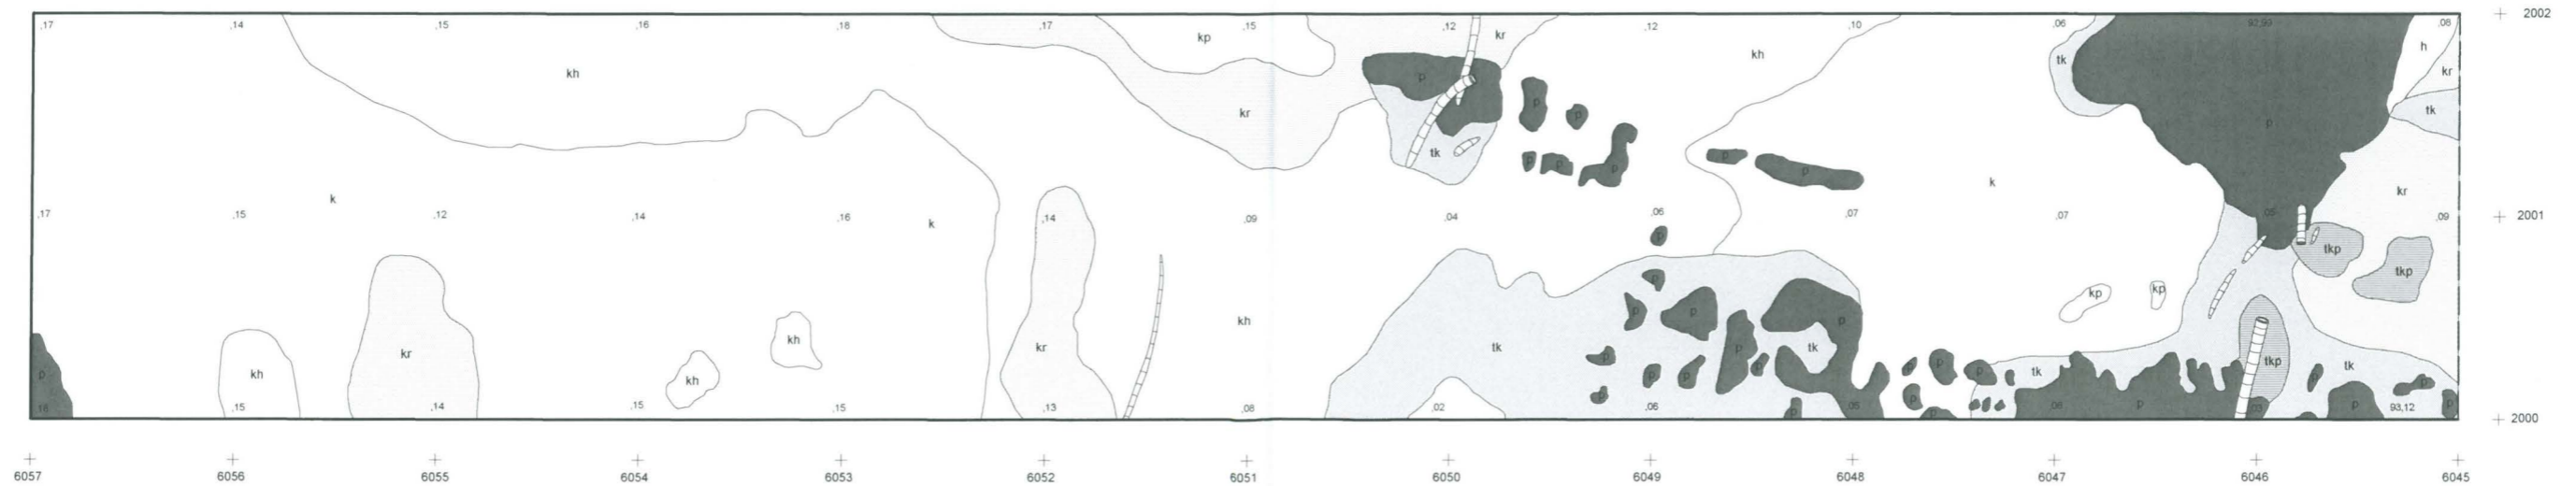 ,17 ,14 ,15 ,16 ,18 ,17 ,15 ,12 ,12 ,10 ,06 92,99 ,08 2002
kp kr
h
kh kh tk
kh p kr
kr p p tk
p p
tk p p p p p
k k kr
,17 ,15 ,12 ,14 ,16 k ,14 ,09 ,04 ,06 ,07 ,07 ,05 ,09 2001
p tkp
p tkp
kp kp
p p p
kh tk p tk
kh kr kr p tkp tk
p kh kh p p p p p p tk
,16 ,15 ,14 ,15 ,15 ,13 ,08 ,02 p ,06 p ,05 p p ,06 p ,03 p 93,12 p 2000
6057 6056 6055 6054 6053 6052 6051 6050 6049 6048 6047 6046 6045